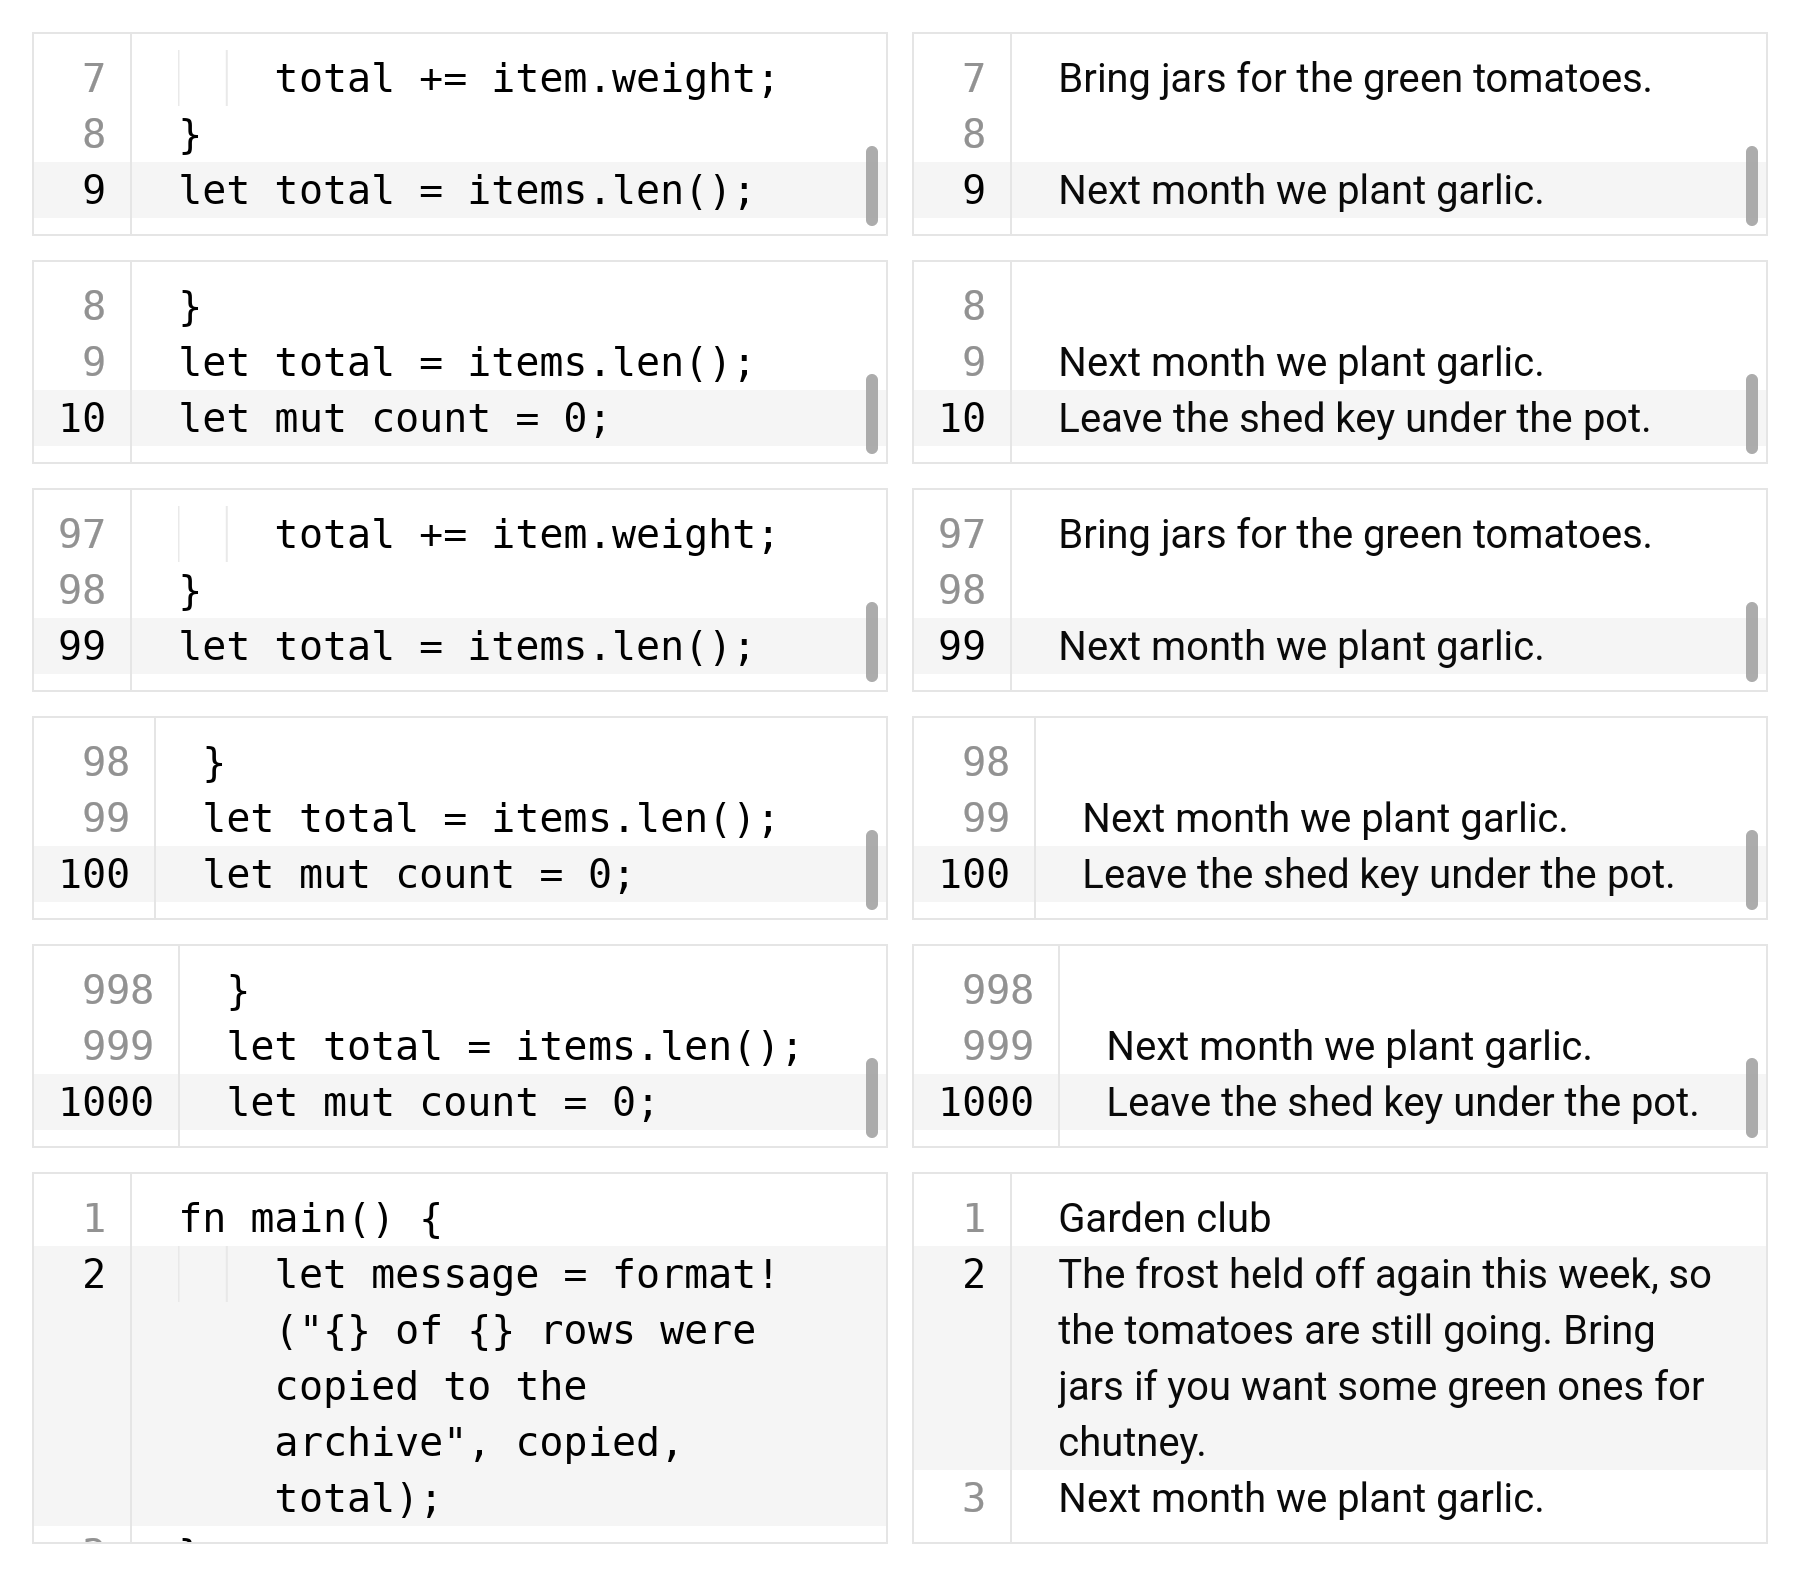 7 total += item.weight;
8 }
9 let total = items.len();
7 Bring jars for the green tomatoes.
8
9 Next month we plant garlic.
8 }
9 let total = items.len();
10 let mut count = 0;
8
9 Next month we plant garlic.
10 Leave the shed key under the pot.
97 total += item.weight;
98 }
99 let total = items.len();
97 Bring jars for the green tomatoes.
98
99 Next month we plant garlic.
98 }
99 let total = items.len();
100 let mut count = 0;
98
99 Next month we plant garlic.
100 Leave the shed key under the pot.
998 }
999 let total = items.len();
1000 let mut count = 0;
998
999 Next month we plant garlic.
1000 Leave the shed key under the pot.
1 fn main() {
2 let message = format!
("{} of {} rows were
copied to the
archive", copied,
total);
1 Garden club
2 The frost held off again this week, so
the tomatoes are still going. Bring
jars if you want some green ones for
chutney.
3 Next month we plant garlic.